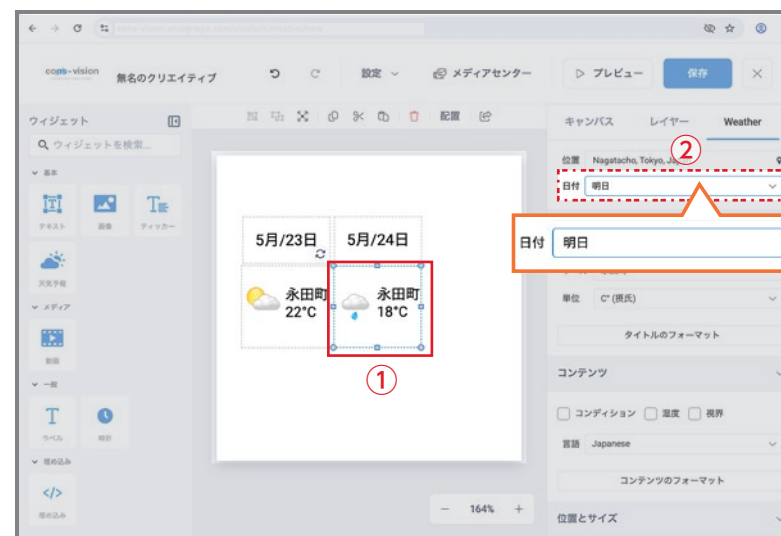 cons-vision
無名のクリエイティブ
設定
メディアセンター
プレビュー
保存
ウィジェット
ウィジェットを検索...
配置
キャンバス
レイヤー
Weather
基本
テキスト
画像
ティッカー
天気予報
メディア
動画
一般
ラベル
時計
埋め込み
</>
埋め込み
5月/23日
5月/24日
永田町
22°C
永田町
18°C
①
164%
②
位置
Nagatacho, Tokyo,
日付
明日
日付
明日
単位
C° (摂氏)
タイトルのフォーマット
コンテンツ
コンディション
湿度
視界
言語
Japanese
コンテンツのフォーマット
位置とサイズ